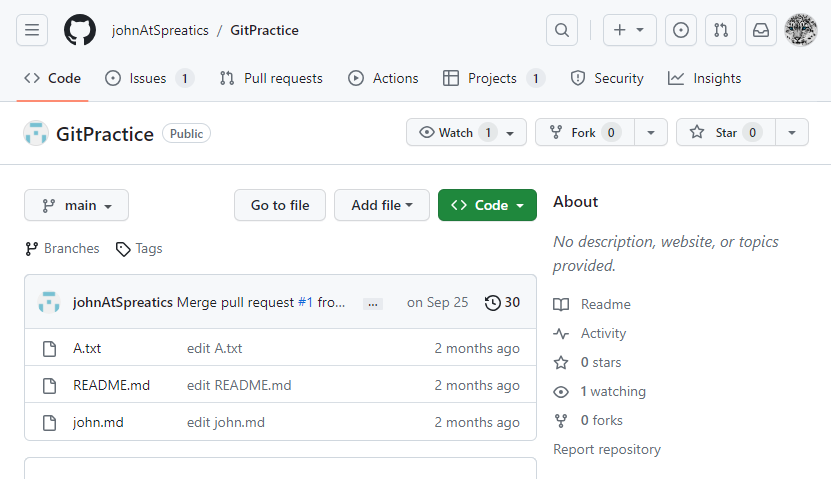 johnAtSpreatics / GitPractice
Code Issues 1 Pull requests Actions Projects 1 Security Insights
GitPractice Public Watch 1 Fork 0 Star 0
main Go to file Add file Code
Branches Tags
johnAtSpreatics Merge pull request #1 fro... ... on Sep 25 30
A.txt edit A.txt 2 months ago
README.md edit README.md 2 months ago
john.md edit john.md 2 months ago
About
No description, website, or topics
provided.
Readme
Activity
0 stars
1 watching
0 forks
Report repository